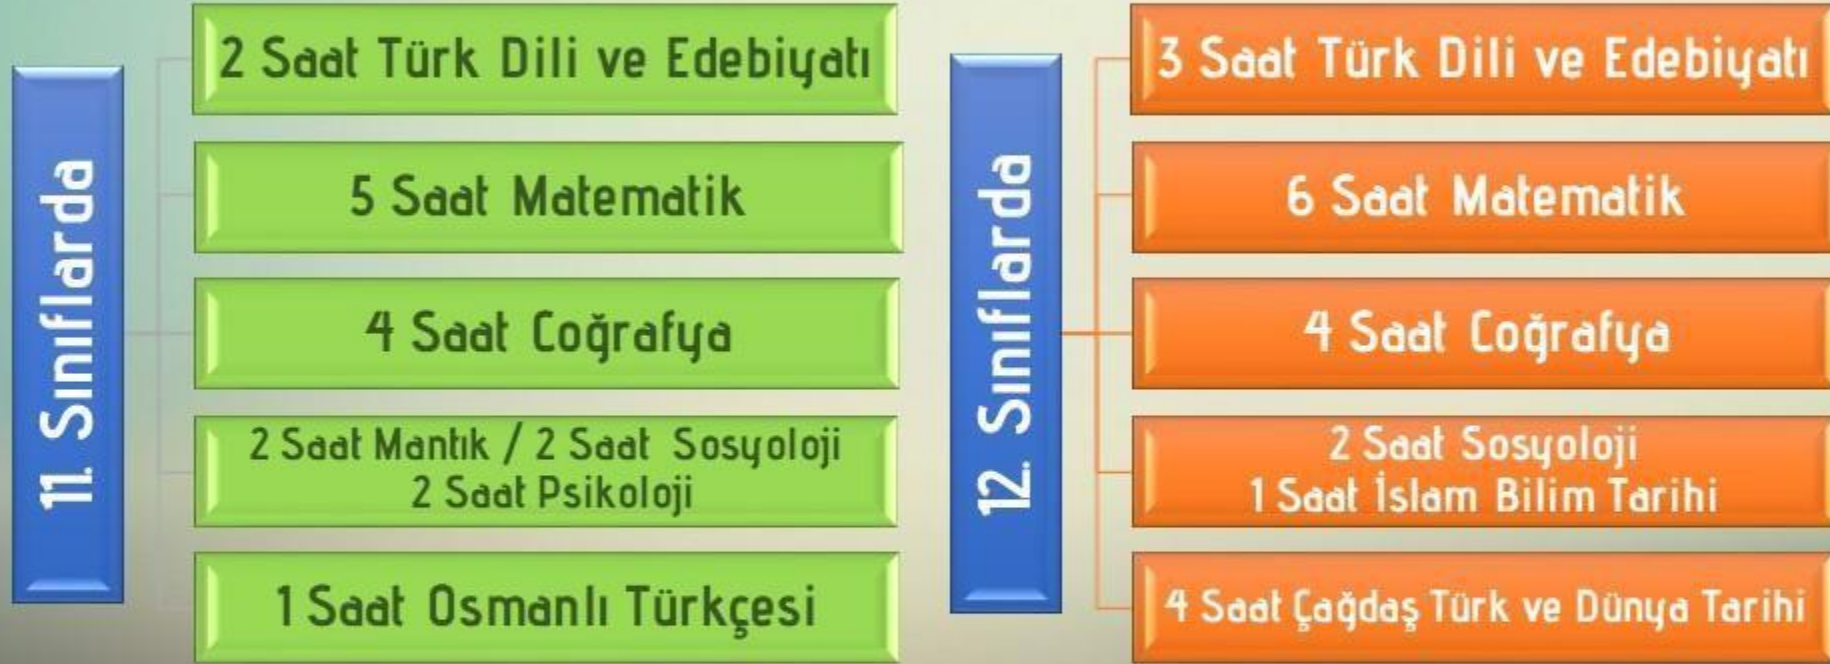 11. Sınıflarda
2 Saat Türk Dili ve Edebiyatı
5 Saat Matematik
4 Saat Coğrafya
2 Saat Mantık / 2 Saat Sosyoloji
2 Saat Psikoloji
1 Saat Osmanlı Türkçesi
12. Sınıflarda
3 Saat Türk Dili ve Edebiyatı
6 Saat Matematik
4 Saat Coğrafya
2 Saat Sosyoloji
1 Saat İslam Bilim Tarihi
4 Saat Çağdaş Türk ve Dünya Tarihi